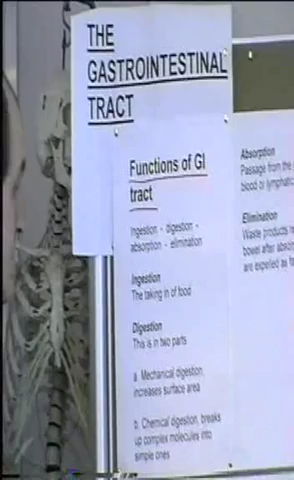 THE
GASTROINTESTINAL
TRACT
Functions of GI
tract
Ingestion - digestion -
absorption - elimination
Ingestion
The taking in of food
Digestion
This is in two parts
a Mechanical digestion,
increases surface area
b. Chemical digestion, breaks
up complex molecules into
simple ones
Absorption
Passage from the
blood or
Elimination
Waste products
bowel after
are expelled as